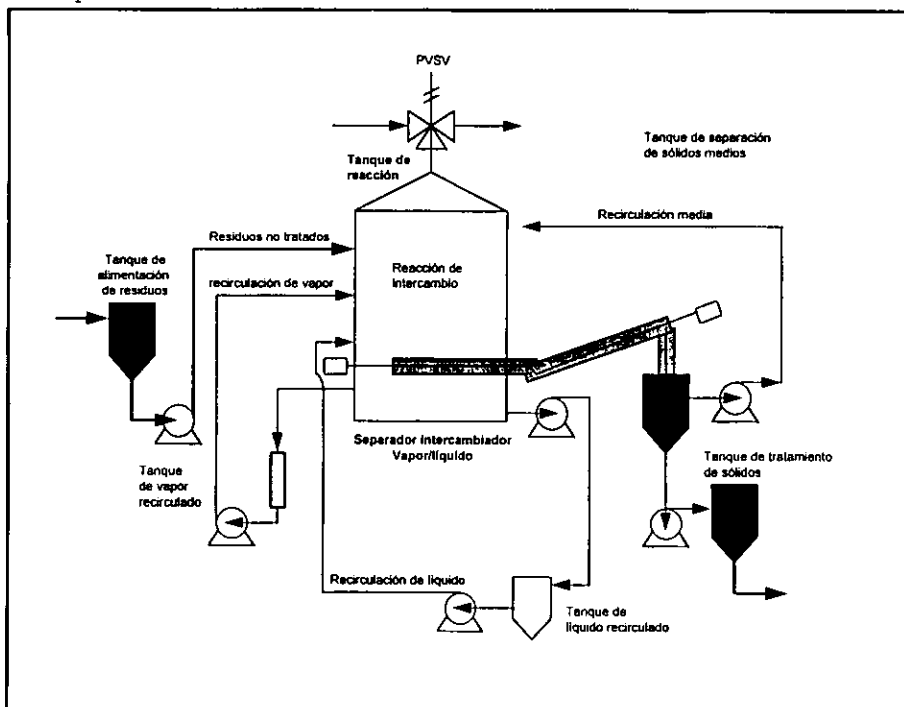 PVSV
Tanque de separación
de sólidos medios
Tanque de
reacción
Recirculación media
Residuos no tratados
Tanque de
alimentación
de residuos
Reacción de
intercambio
recirculación de vapor
Separador intercambiador
Vapor/líquido
Tanque de tratamiento
de sólidos
Tanque
de vapor
recirculado
Recirculación de líquido
Tanque de
líquido recirculado